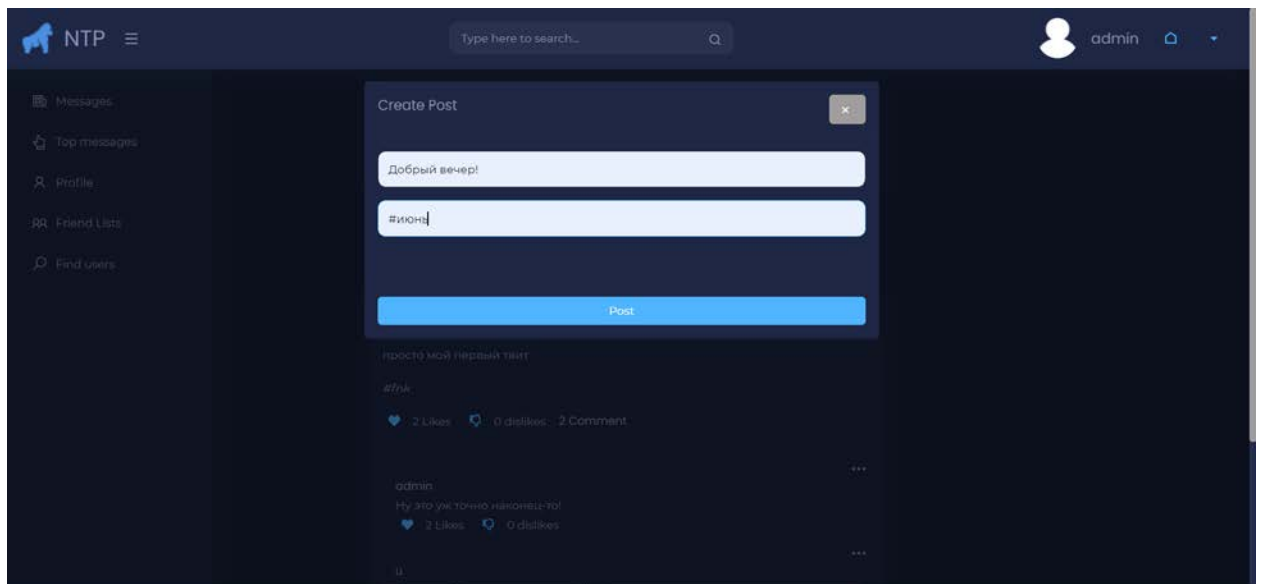 NTP
Type here to search...
admin
Messages
Top messages
Profile
Friend Lists
Find users
Create Post
×
Добрый вечер!
#июнь
Post
просто мой первый твит
2 Likes 0 dislikes 2 Comment
admin
Ну это уж точно наконец-то!
2 Likes 0 dislikes
u